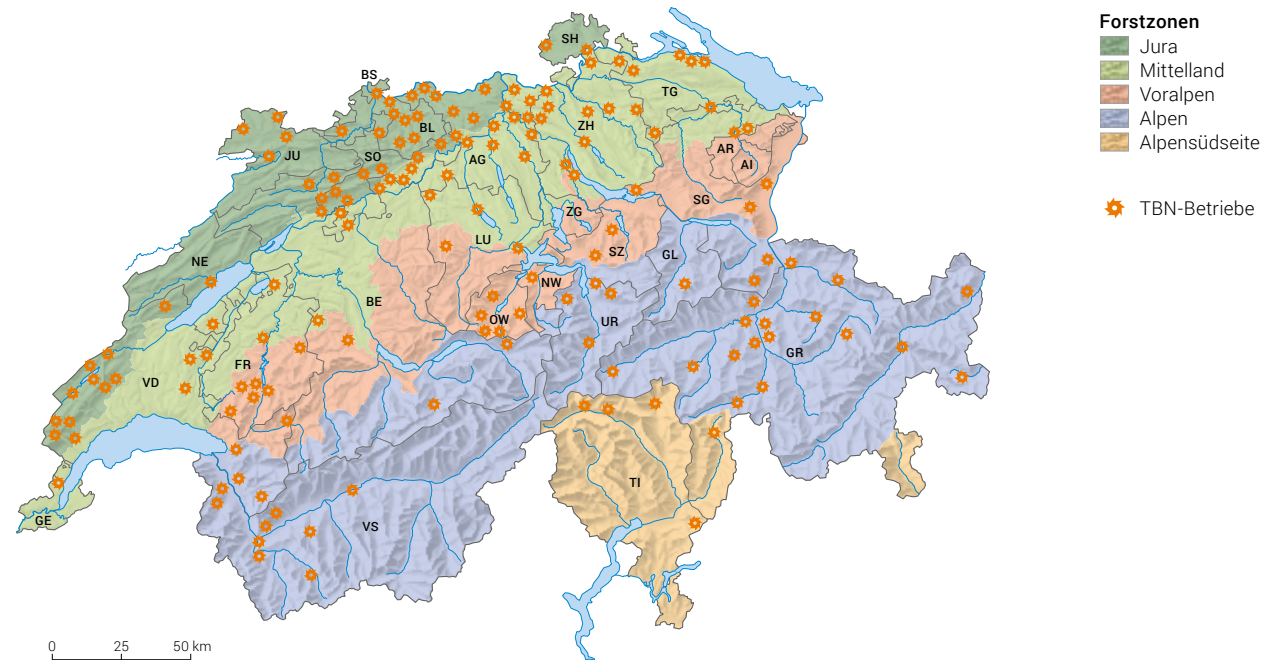 Forstzonen
Jura
Mittelland
Voralpen
Alpen
Alpensüdseite
TBN-Betriebe
SH
BS
TG
BL
ZH
JU
SO
AG
AR
AI
SG
ZG
LU
SZ
GL
NE
NW
BE
OW
UR
GR
FR
VD
TI
GE
VS
0 25 50 km